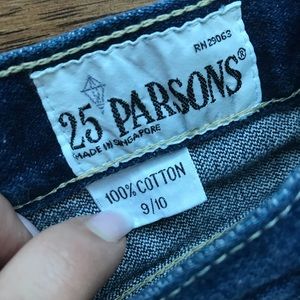 RN 29063
25 PARSONS®
MADE IN SINGAPORE
100% COTTON
9/10